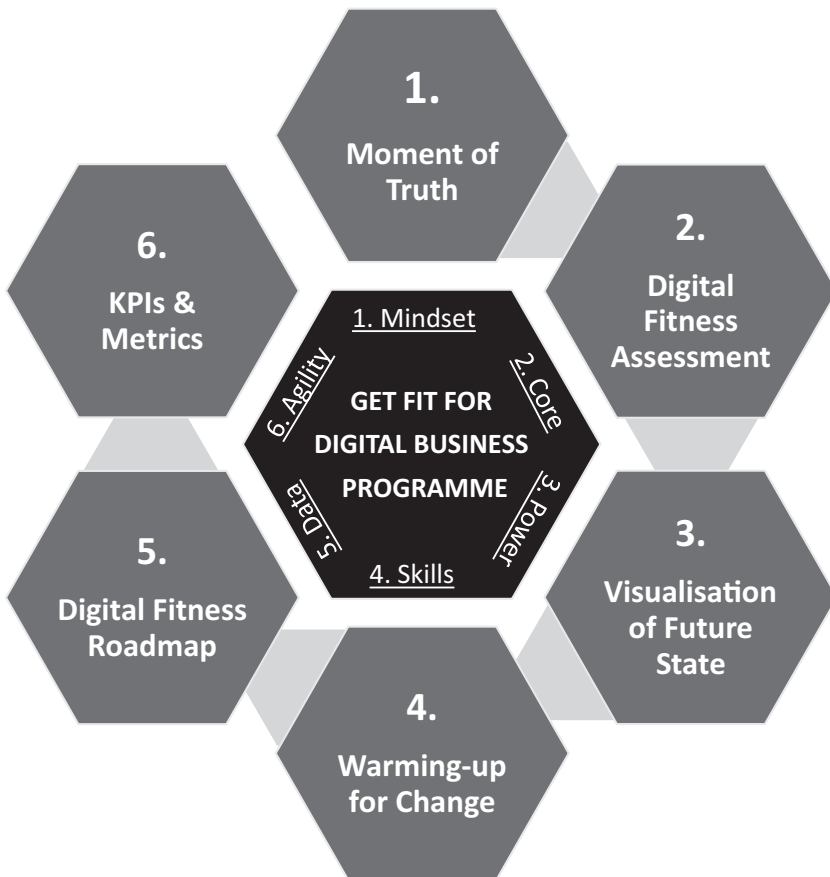 1.
Moment of
Truth
2.
Digital
Fitness
Assessment
3.
Visualisation
of Future
State
4.
Warming-up
for Change
5.
Digital Fitness
Roadmap
6.
KPIs &
Metrics
1. Mindset
2. Core
3. Power
4. Skills
5. Data
6. Agility
GET FIT FOR
DIGITAL BUSINESS
PROGRAMME